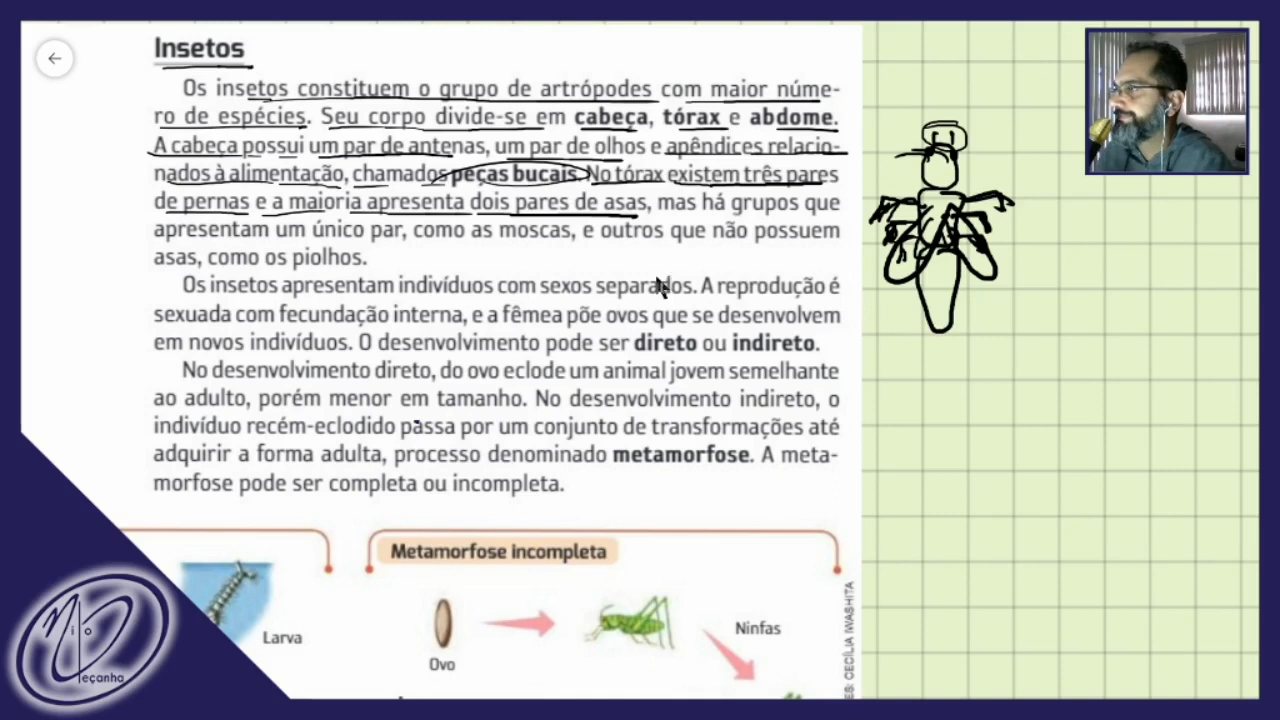 Insetos
Os insetos constituem o grupo de artrópodes com maior núme-
ro de espécies. Seu corpo divide-se em cabeça, tórax e abdome.
A cabeça possui um par de antenas, um par de olhos e apêndices relacio-
nados à alimentação, chamados peças bucais. No tórax existem três pares
de pernas e a maioria apresenta dois pares de asas, mas há grupos que
apresentam um único par, como as moscas, e outros que não possuem
asas, como os piolhos.
Os insetos apresentam indivíduos com sexos separados. A reprodução é
sexuada com fecundação interna, e a fêmea põe ovos que se desenvolvem
em novos indivíduos. O desenvolvimento pode ser direto ou indireto.
No desenvolvimento direto, do ovo eclode um animal jovem semelhante
ao adulto, porém menor em tamanho. No desenvolvimento indireto, o
indivíduo recém-eclodido passa por um conjunto de transformações até
adquirir a forma adulta, processo denominado metamorfose. A meta-
morfose pode ser completa ou incompleta.
Metamorfose incompleta
Larva
Ovo
Ninfas
ES: CECÍLIA IWASHITA
eçanha